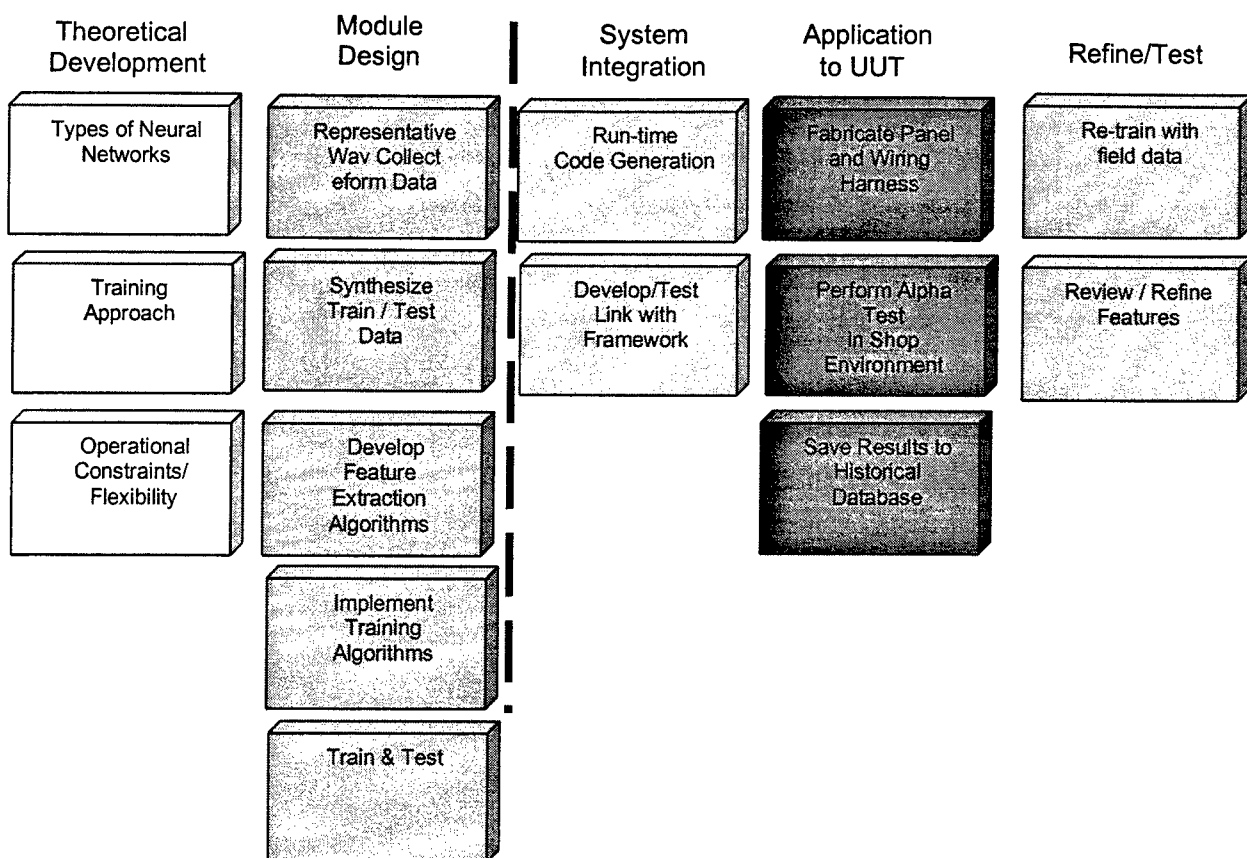 Theoretical
Development
Types of Neural
Networks
Training
Approach
Operational
Constraints/
Flexibility
Module
Design
Representative
Wav Collect
eform Data
Synthesize
Train / Test
Data
Develop
Feature
Extraction
Algorithms
Implement
Training
Algorithms
Train & Test
System
Integration
Run-time
Code Generation
Develop/Test
Link with
Framework
Application
to UUT
Fabricate Panel
and Wiring
Harness
Perform Alpha
Test
in Shop
Environment
Save Results to
Historical
Database
Refine/Test
Re-train with
field data
Review / Refine
Features